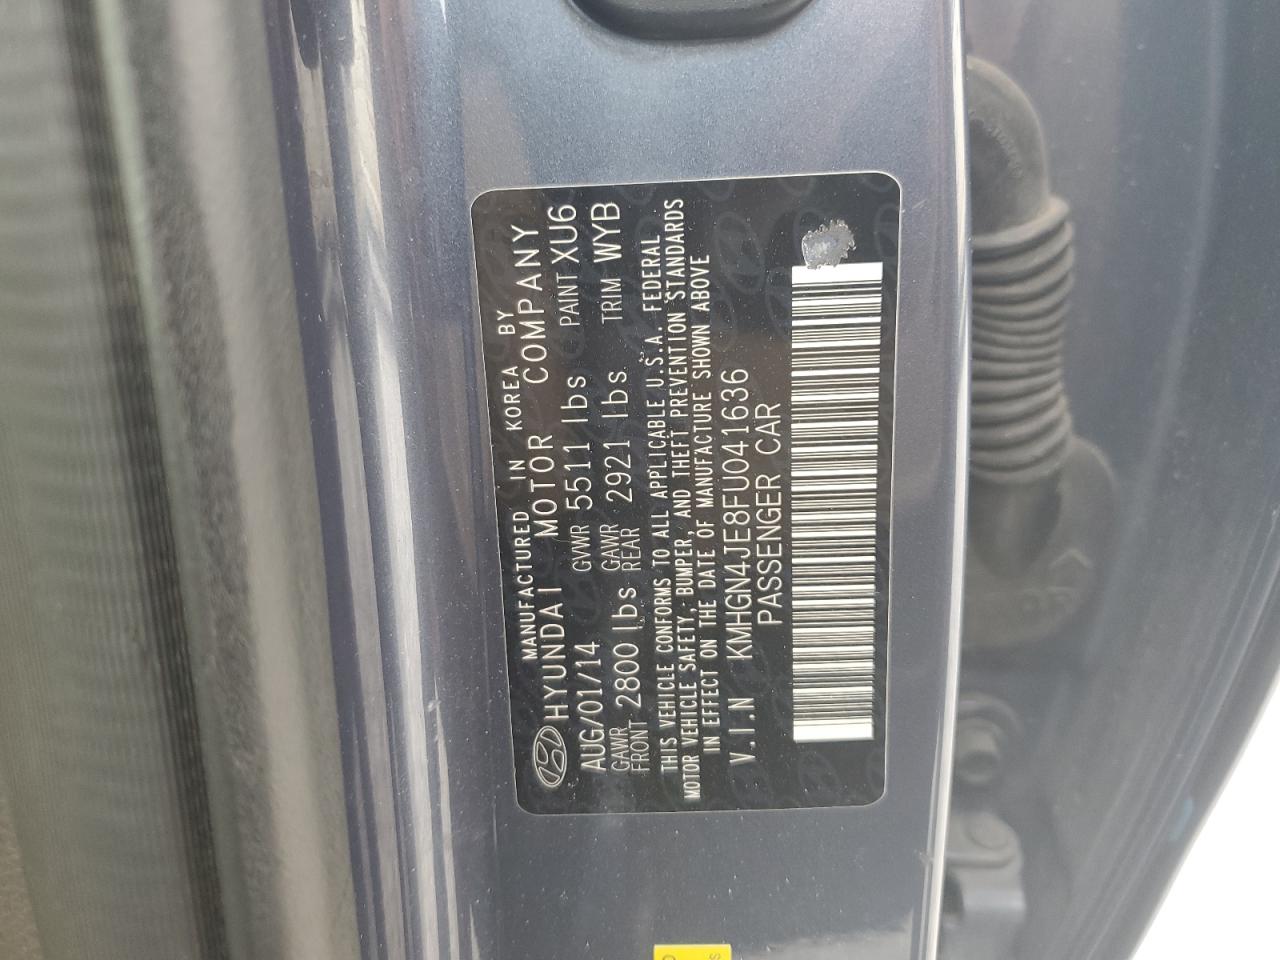 MANUFACTURED IN KOREA BY
HYUNDAI MOTOR COMPANY
AUG/01/14 GVWR 5511 lbs PAINT XU6
GAWR FRONT 2800 lbs GAWR REAR 2921 lbs. TRIM WYB
THIS VEHICLE CONFORMS TO ALL APPLICABLE U.S.A. FEDERAL
MOTOR VEHICLE SAFETY, BUMPER, AND THEFT PREVENTION STANDARDS
IN EFFECT ON THE DATE OF MANUFACTURE SHOWN ABOVE
V.I.N KMHGN4JE8FU041636
PASSENGER CAR